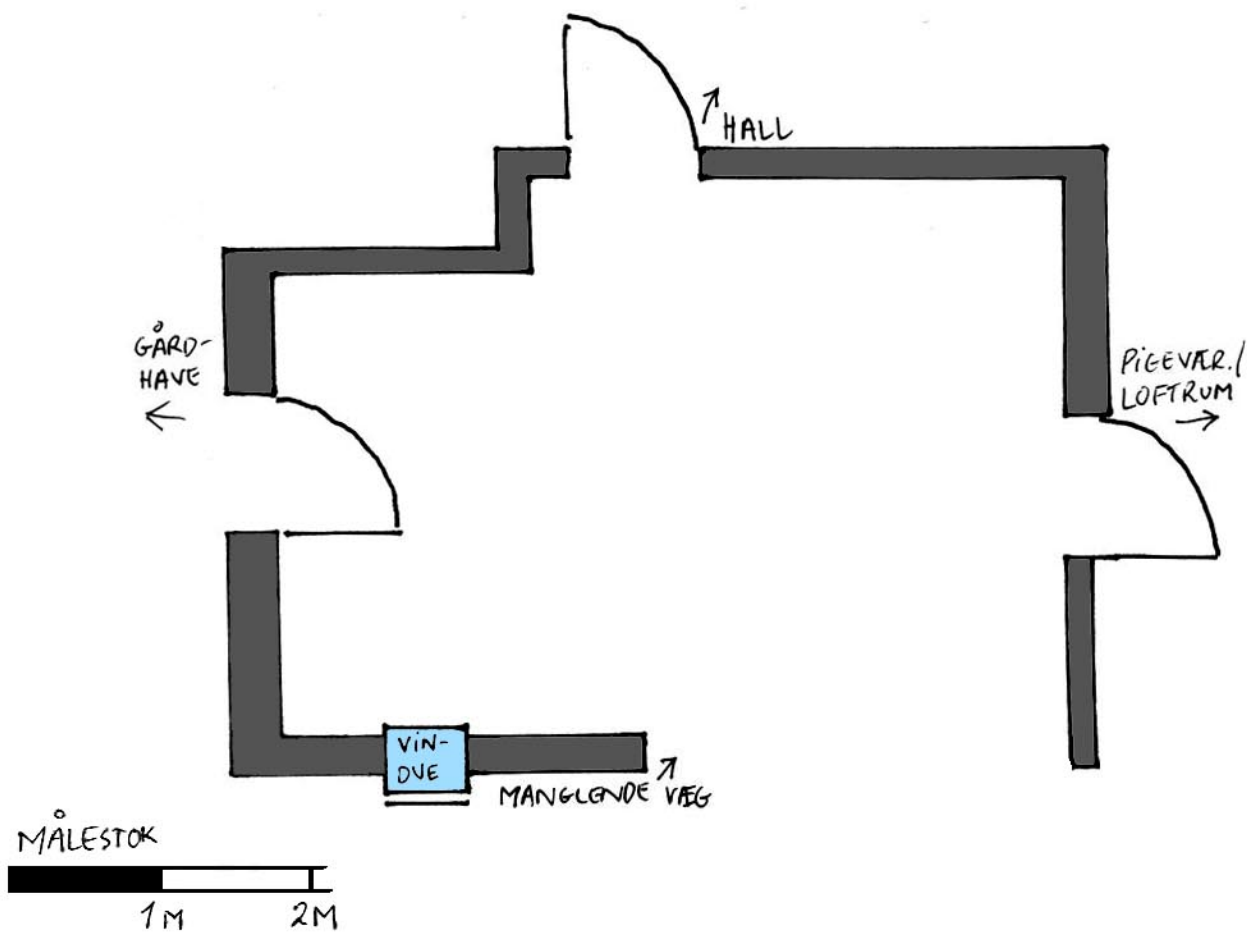 HALL
GÅRD-
HAVE
PIGEVÆR./
LOFTRUM
VIN-
DUE
MANGLENDE VÆG
MÅLESTOK
1M 2M